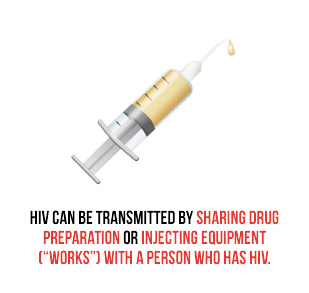 HIV CAN BE TRANSMITTED BY SHARING DRUG
PREPARATION OR INJECTING EQUIPMENT
(“WORKS”) WITH A PERSON WHO HAS HIV.